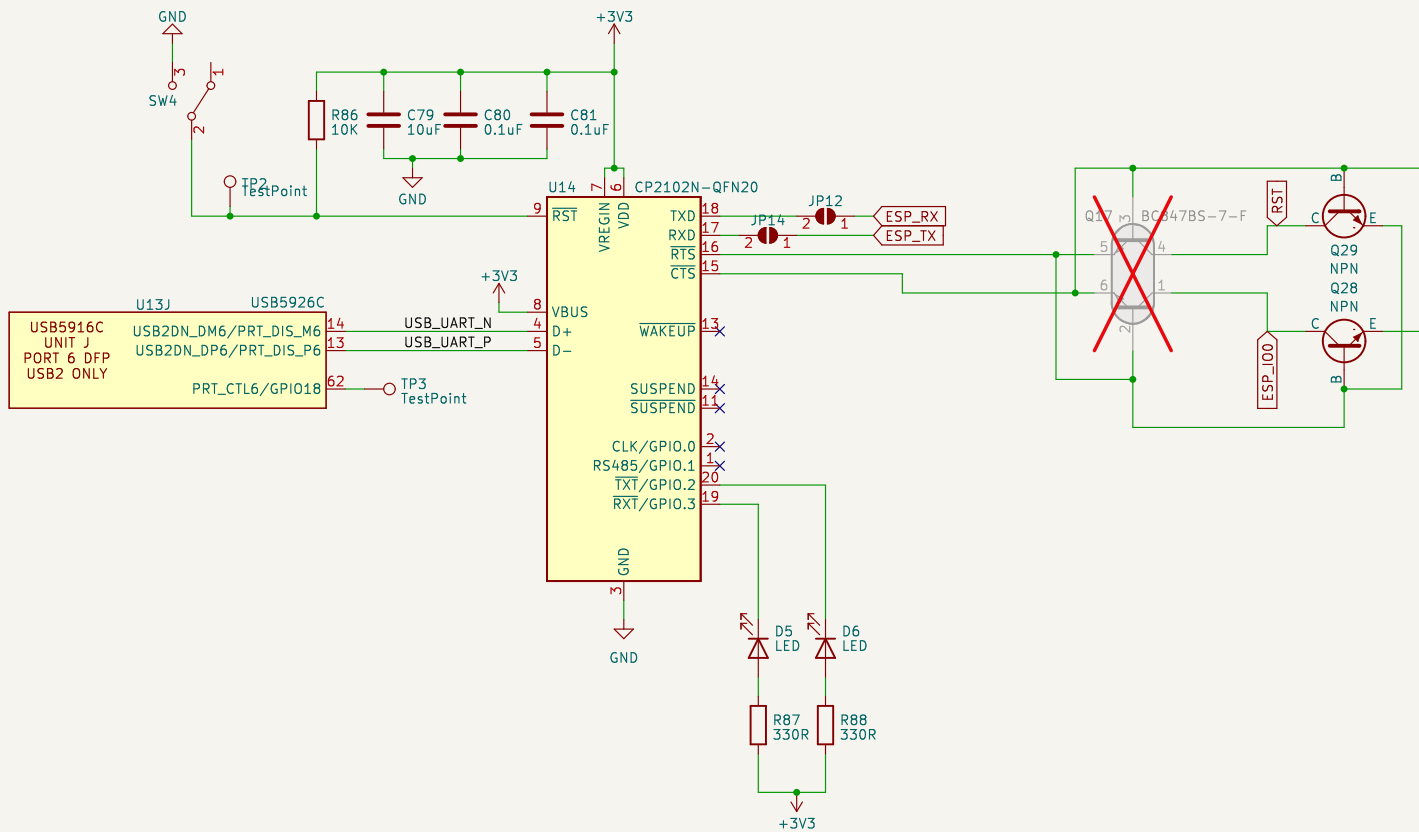 GND
+3V3
3
1
SW4
2
R86
10K
C79
10uF
C80
0.1uF
C81
0.1uF
GND
TP2
TestPoint
U14
CP2102N-QFN20
7
6
9
RST
VREGIN
VDD
TXD
18
RXD
17
RTS
16
CTS
15
JP12
2
1
JP14
2
1
ESP_RX
ESP_TX
+3V3
8
VBUS
4
D+
5
D-
WAKEUP
13
SUSPEND
14
SUSPEND
11
CLK/GPIO.0
2
RS485/GPIO.1
1
TXT/GPIO.2
20
RXT/GPIO.3
19
GND
3
GND
U13J
USB5926C
USB5916C
UNIT J
PORT 6 DFP
USB2 ONLY
USB2DN_DM6/PRT_DIS_M6
14
USB2DN_DP6/PRT_DIS_P6
13
PRT_CTL6/GPIO18
62
USB_UART_N
USB_UART_P
TP3
TestPoint
Q17
BC847BS-7-F
3
5
4
6
1
2
RST
B
C
E
Q29
NPN
Q28
NPN
C
E
B
ESP_IO0
D5
LED
D6
LED
R87
330R
R88
330R
+3V3